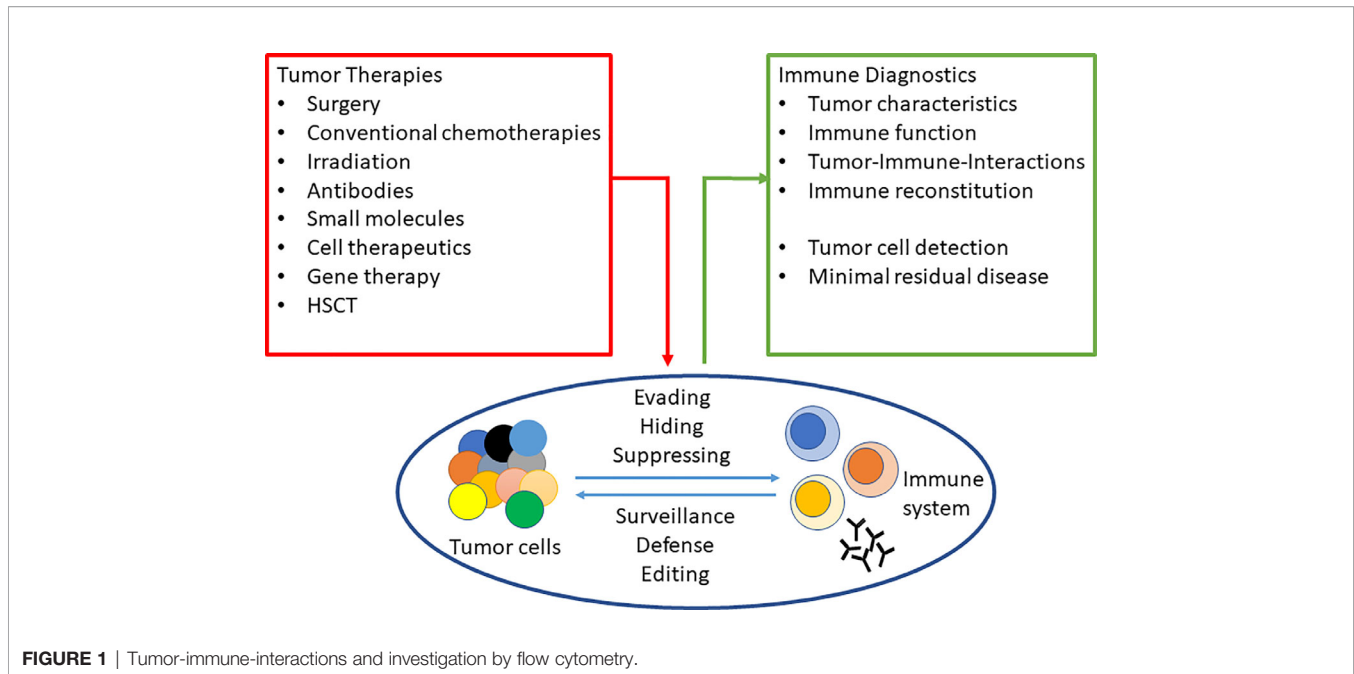 Tumor Therapies
• Surgery
• Conventional chemotherapies
• Irradiation
• Antibodies
• Small molecules
• Cell therapeutics
• Gene therapy
• HSCT
Immune Diagnostics
• Tumor characteristics
• Immune function
• Tumor-Immune-Interactions
• Immune reconstitution
• Tumor cell detection
• Minimal residual disease
Evading
Hiding
Suppressing
Tumor cells
Surveillance
Defense
Editing
Immune
system
FIGURE 1 | Tumor-immune-interactions and investigation by flow cytometry.